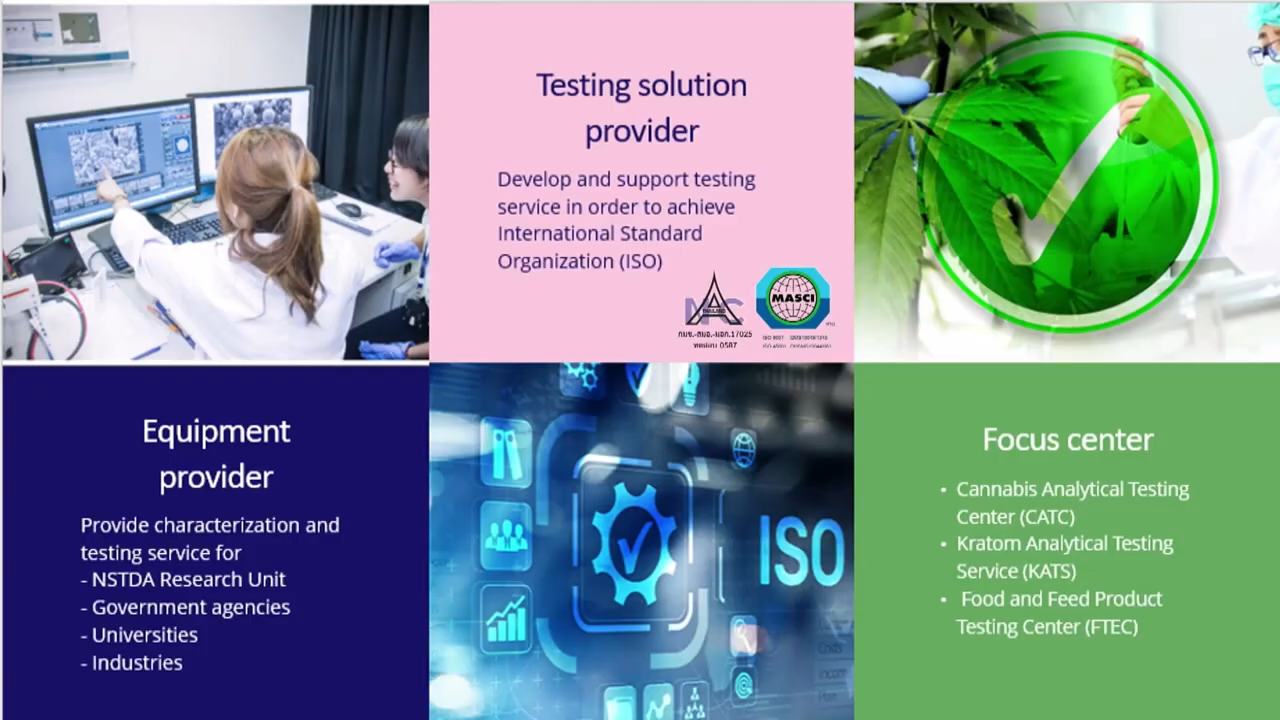 Testing solution
provider
Develop and support testing
service in order to achieve
International Standard
Organization (ISO)
MASCI
Equipment
provider
Provide characterization and
testing service for
- NSTDA Research Unit
- Government agencies
- Universities
- Industries
ISO
Focus center
• Cannabis Analytical Testing
Center (CATC)
• Kratom Analytical Testing
Service (KATS)
• Food and Feed Product
Testing Center (FTEC)